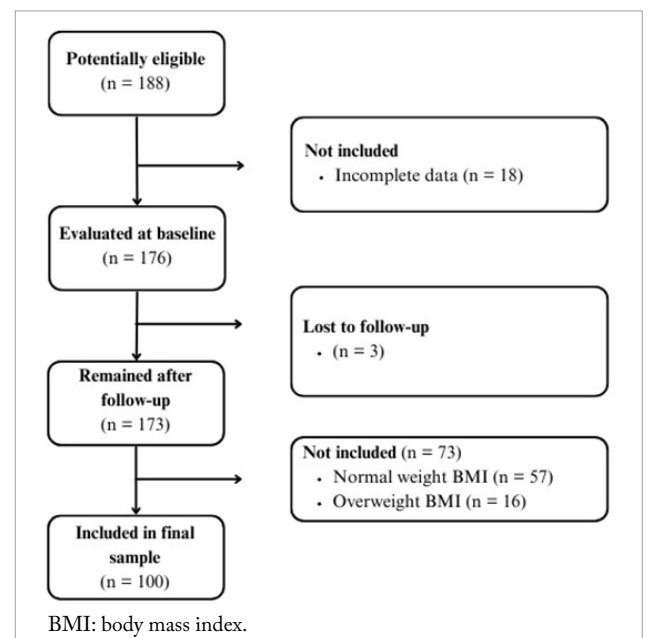 Potentially eligible
(n = 188)
Not included
• Incomplete data (n = 18)
Evaluated at baseline
(n = 176)
Lost to follow-up
• (n = 3)
Remained after
follow-up
(n = 173)
Not included (n = 73)
• Normal weight BMI (n = 57)
• Overweight BMI (n = 16)
Included in final
sample
(n = 100)
BMI: body mass index.